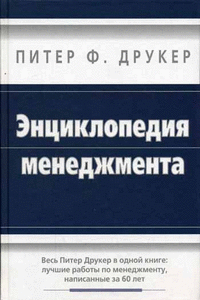 ПИТЕР Ф. ДРУКЕР
Энциклопедия
менеджмента
Весь Питер Друкер в одной книге:
лучшие работы по менеджменту,
написанные за 60 лет